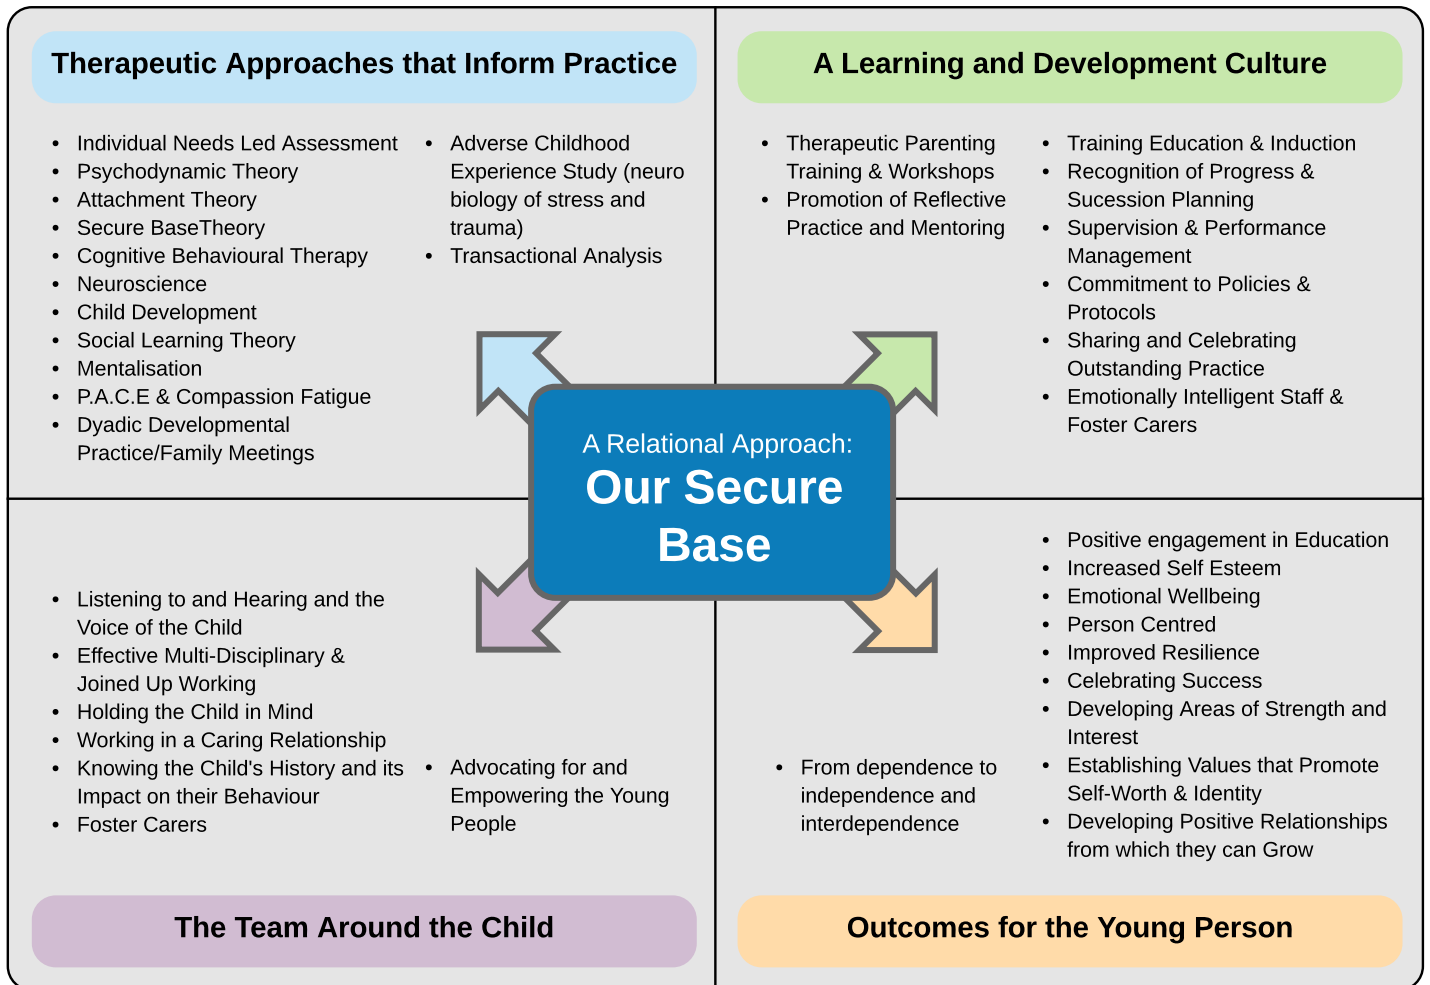 Therapeutic Approaches that Inform Practice
• Individual Needs Led Assessment
• Psychodynamic Theory
• Attachment Theory
• Secure BaseTheory
• Cognitive Behavioural Therapy
• Neuroscience
• Child Development
• Social Learning Theory
• Mentalisation
• P.A.C.E & Compassion Fatigue
• Dyadic Developmental
Practice/Family Meetings
• Adverse Childhood
Experience Study (neuro
biology of stress and
trauma)
• Transactional Analysis
A Learning and Development Culture
• Therapeutic Parenting
Training & Workshops
• Promotion of Reflective
Practice and Mentoring
• Training Education & Induction
• Recognition of Progress &
Sucession Planning
• Supervision & Performance
Management
• Commitment to Policies &
Protocols
• Sharing and Celebrating
Outstanding Practice
• Emotionally Intelligent Staff &
Foster Carers
A Relational Approach:
Our Secure
Base
• Listening to and Hearing and the
Voice of the Child
• Effective Multi-Disciplinary &
Joined Up Working
• Holding the Child in Mind
• Working in a Caring Relationship
• Knowing the Child's History and its
Impact on their Behaviour
• Foster Carers
• Advocating for and
Empowering the Young
People
The Team Around the Child
• From dependence to
independence and
interdependence
• Positive engagement in Education
• Increased Self Esteem
• Emotional Wellbeing
• Person Centred
• Improved Resilience
• Celebrating Success
• Developing Areas of Strength and
Interest
• Establishing Values that Promote
Self-Worth & Identity
• Developing Positive Relationships
from which they can Grow
Outcomes for the Young Person